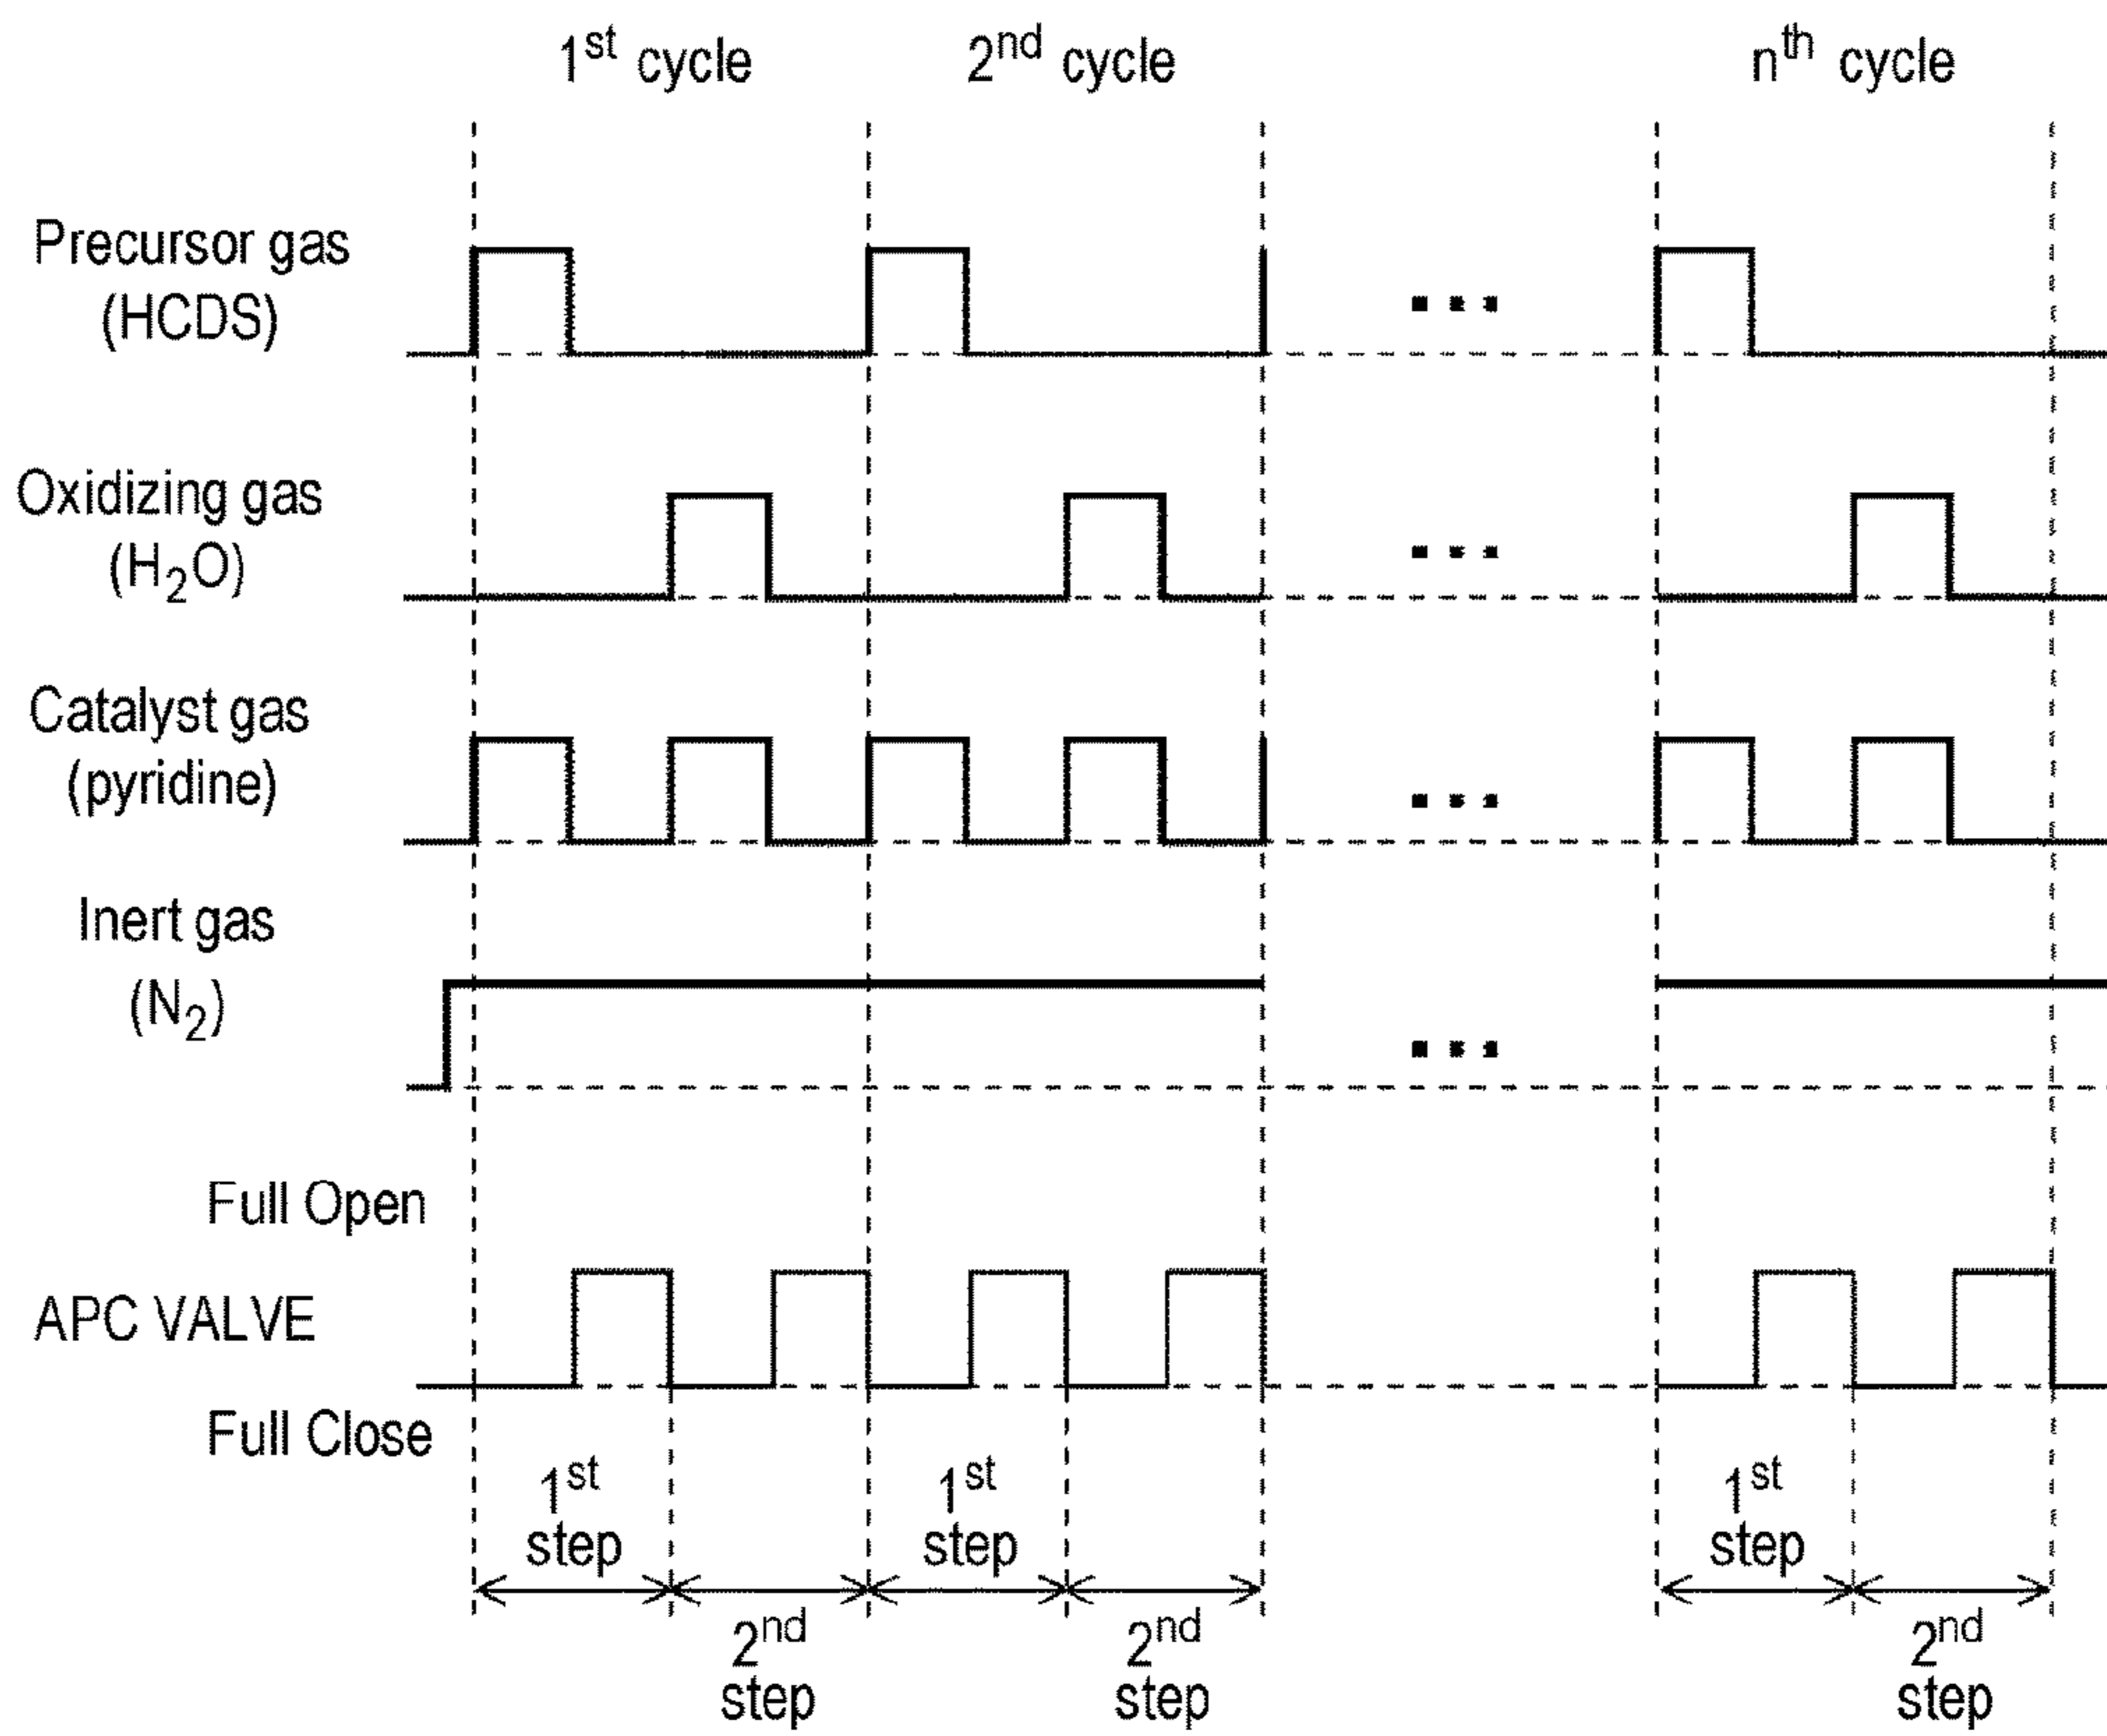 1st cycle 2nd cycle nth cycle
Precursor gas
(HCDS)
...
Oxidizing gas
(H2O)
...
Catalyst gas
(pyridine)
...
Inert gas
(N2)
...
Full Open
APC VALVE
Full Close
1st 1st 1st
step step step
2nd 2nd 2nd
step step step